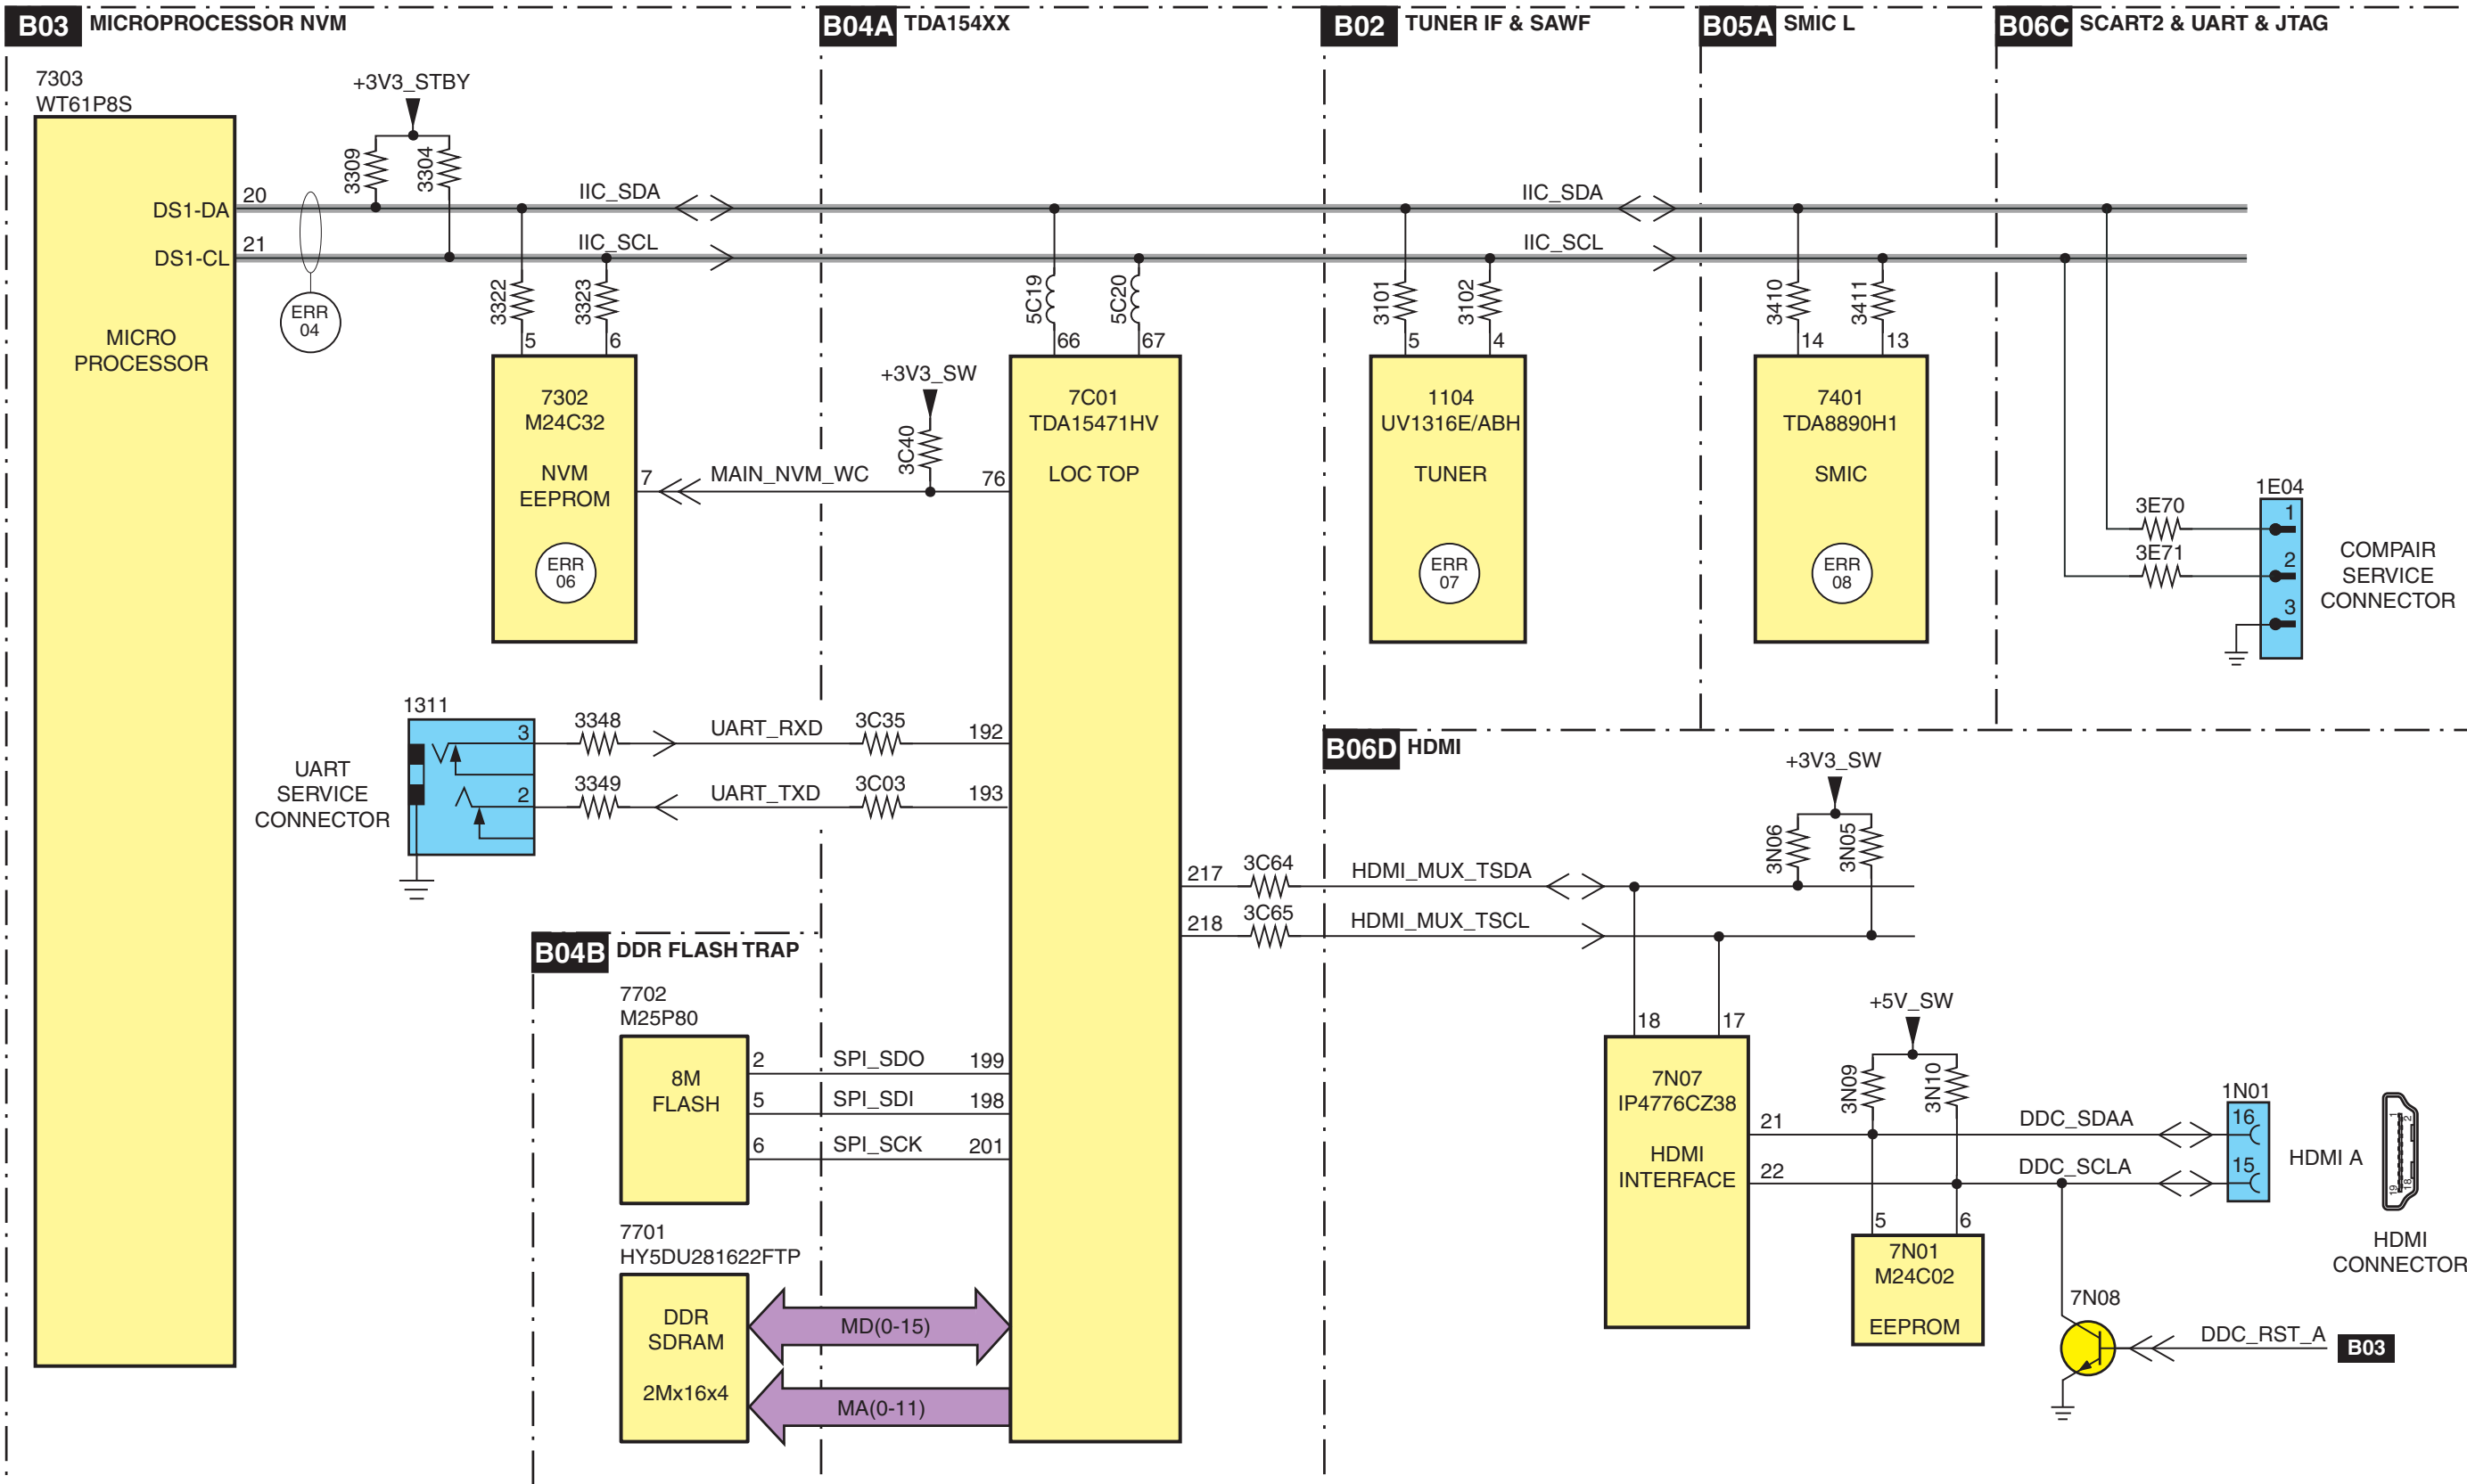 B03 MICROPROCESSOR NVM
B04A TDA154XX
B02 TUNER IF & SAWF
B05A SMIC L
B06C SCART2 & UART & JTAG
7303
WT61P8S
+3V3_STBY
3309
3304
DS1-DA
20
IIC_SDA
IIC_SDA
DS1-CL
21
IIC_SCL
IIC_SCL
ERR
04
MICRO
PROCESSOR
3322
3323
5C19
5C20
3101
3102
3410
3411
5
6
66
67
5
4
14
13
7302
M24C32
NVM
EEPROM
ERR
06
7
MAIN_NVM_WC
+3V3_SW
3C40
76
7C01
TDA15471HV
LOC TOP
1104
UV1316E/ABH
TUNER
ERR
07
7401
TDA8890H1
SMIC
ERR
08
3E70
3E71
1E04
1
2
3
COMPAIR
SERVICE
CONNECTOR
1311
UART
SERVICE
CONNECTOR
3
3348
UART_RXD
3C35
192
2
3349
UART_TXD
3C03
193
B06D HDMI
+3V3_SW
3N06
3N05
217
3C64
HDMI_MUX_TSDA
218
3C65
HDMI_MUX_TSCL
B04B DDR FLASH TRAP
7702
M25P80
8M
FLASH
2
SPI_SDO
199
5
SPI_SDI
198
6
SPI_SCK
201
7701
HY5DU281622FTP
DDR
SDRAM
2Mx16x4
MD(0-15)
MA(0-11)
18
17
7N07
IP4776CZ38
HDMI
INTERFACE
+5V_SW
3N09
3N10
21
DDC_SDAA
22
DDC_SCLA
1N01
16
15
HDMI A
1
2
19
18
HDMI
CONNECTOR
5
6
7N01
M24C02
EEPROM
7N08
DDC_RST_A
B03